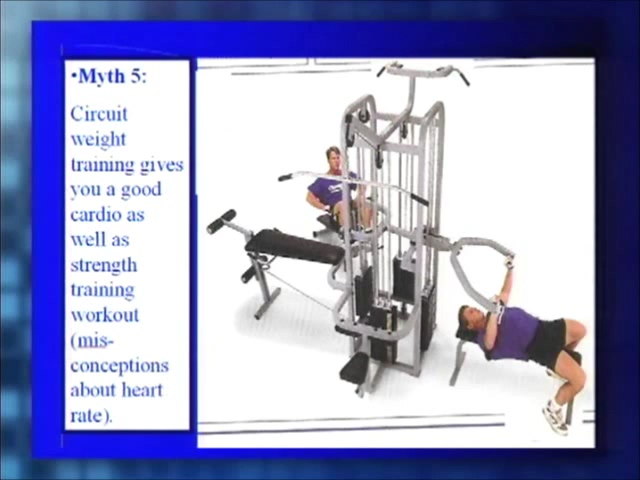 •Myth 5:
Circuit
weight
training gives
you a good
cardio as
well as
strength
training
workout
(mis-
conceptions
about heart
rate).